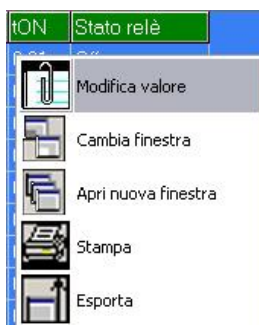 tON Stato relè
Modifica valore
Cambia finestra
Apri nuova finestra
Stampa
Esporta